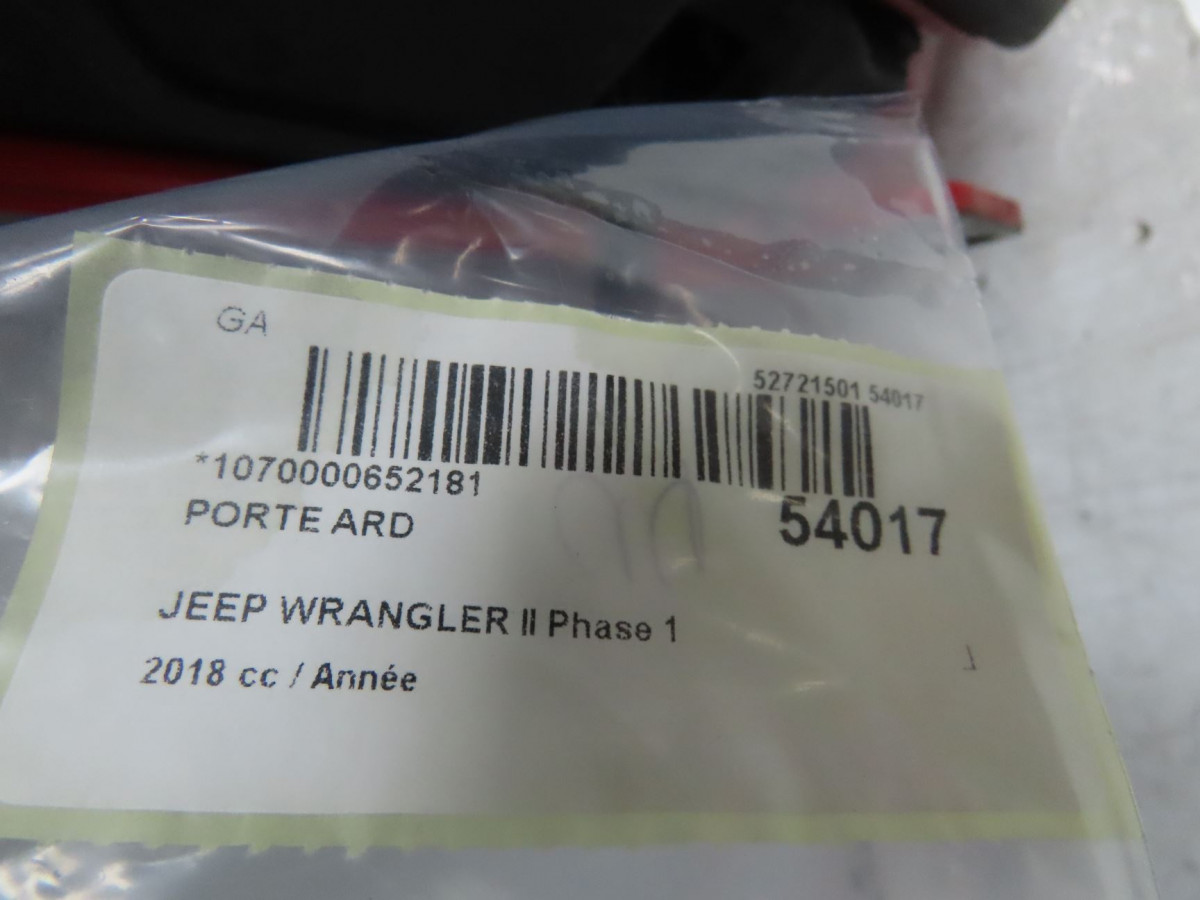 GA
52721501 54017
*1070000652181
54017
PORTE ARD
JEEP WRANGLER II Phase 1
2018 cc / Année